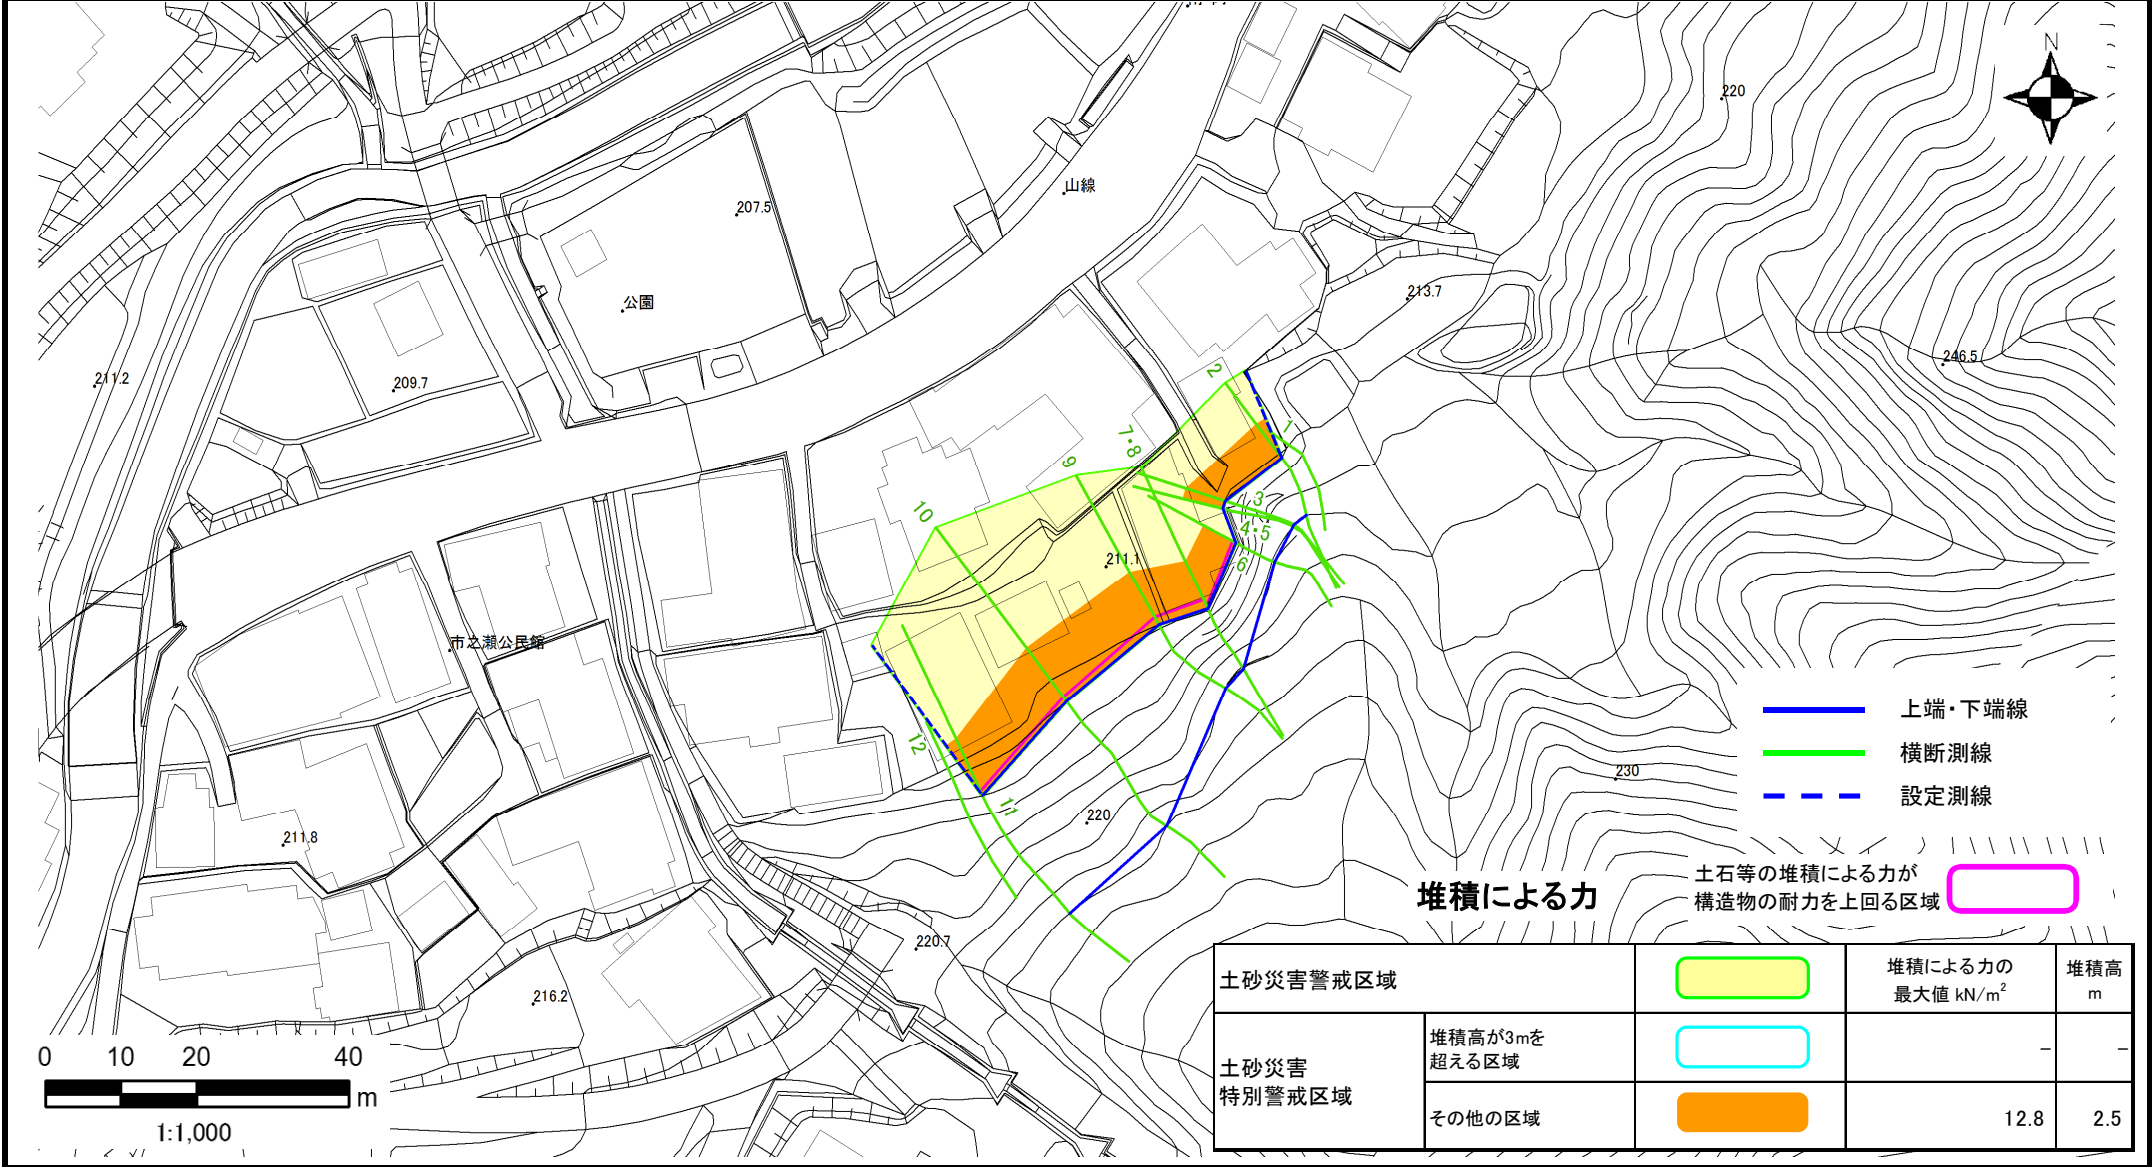 N
220
山線
207.5
公園
213.7
246.5
211.2
209.7
2
1
7・8
9
3
10
4・5
6
211.1
市之瀬公民館
上端・下端線
12
横断測線
230
設定測線
11
220
211.8
土石等の堆積による力が
構造物の耐力を上回る区域
堆積による力
220.7
216.2
土砂災害警戒区域
堆積による力の
最大値 kN/m²
堆積高
m
土砂災害
特別警戒区域
堆積高が3mを
超える区域
－
－
その他の区域
12.8
2.5
0 10 20 40
m
1:1,000